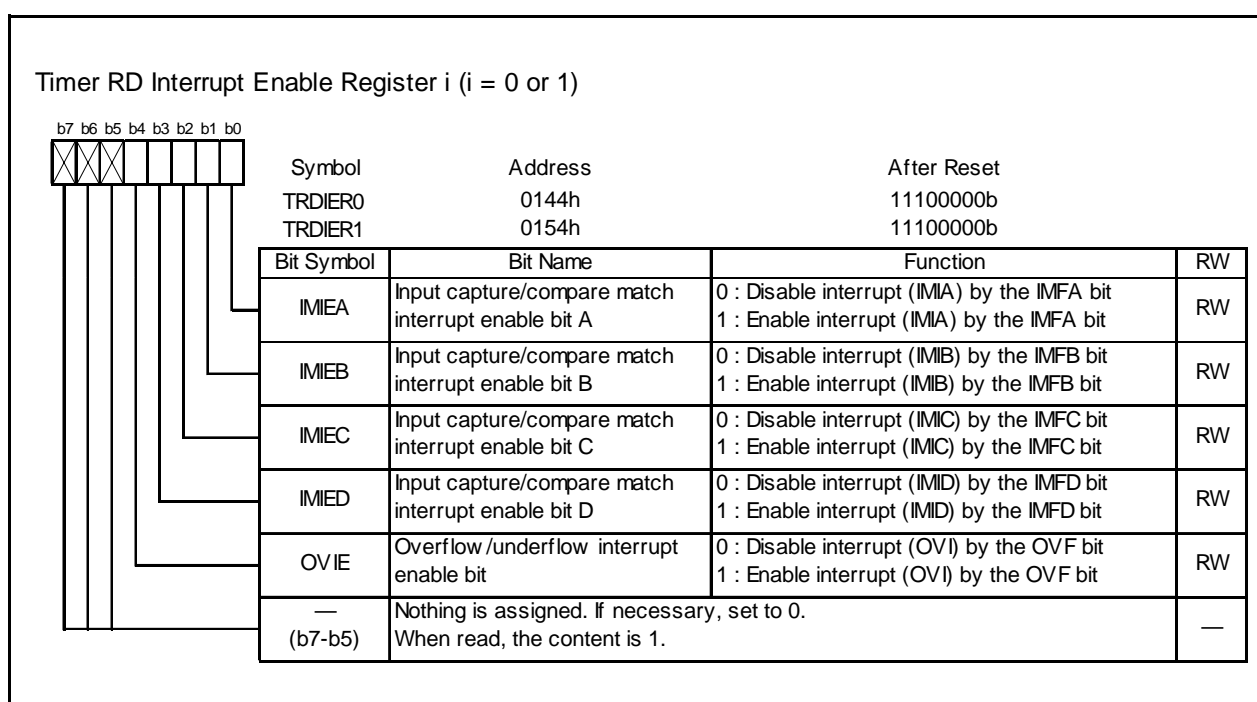 Timer RD Interrupt Enable Register i (i = 0 or 1)
b7 b6 b5 b4 b3 b2 b1 b0
Symbol Address After Reset
TRDIER0 0144h 11100000b
TRDIER1 0154h 11100000b
Bit Symbol Bit Name Function RW
IMIEA Input capture/compare match interrupt enable bit A 0 : Disable interrupt (IMIA) by the IMFA bit
1 : Enable interrupt (IMIA) by the IMFA bit RW
IMIEB Input capture/compare match interrupt enable bit B 0 : Disable interrupt (IMIB) by the IMFB bit
1 : Enable interrupt (IMIB) by the IMFB bit RW
IMIEC Input capture/compare match interrupt enable bit C 0 : Disable interrupt (IMIC) by the IMFC bit
1 : Enable interrupt (IMIC) by the IMFC bit RW
IMIED Input capture/compare match interrupt enable bit D 0 : Disable interrupt (IMID) by the IMFD bit
1 : Enable interrupt (IMID) by the IMFD bit RW
OVIE Overflow/underflow interrupt enable bit 0 : Disable interrupt (OVI) by the OVF bit
1 : Enable interrupt (OVI) by the OVF bit RW
— (b7-b5) Nothing is assigned. If necessary, set to 0.
When read, the content is 1. —